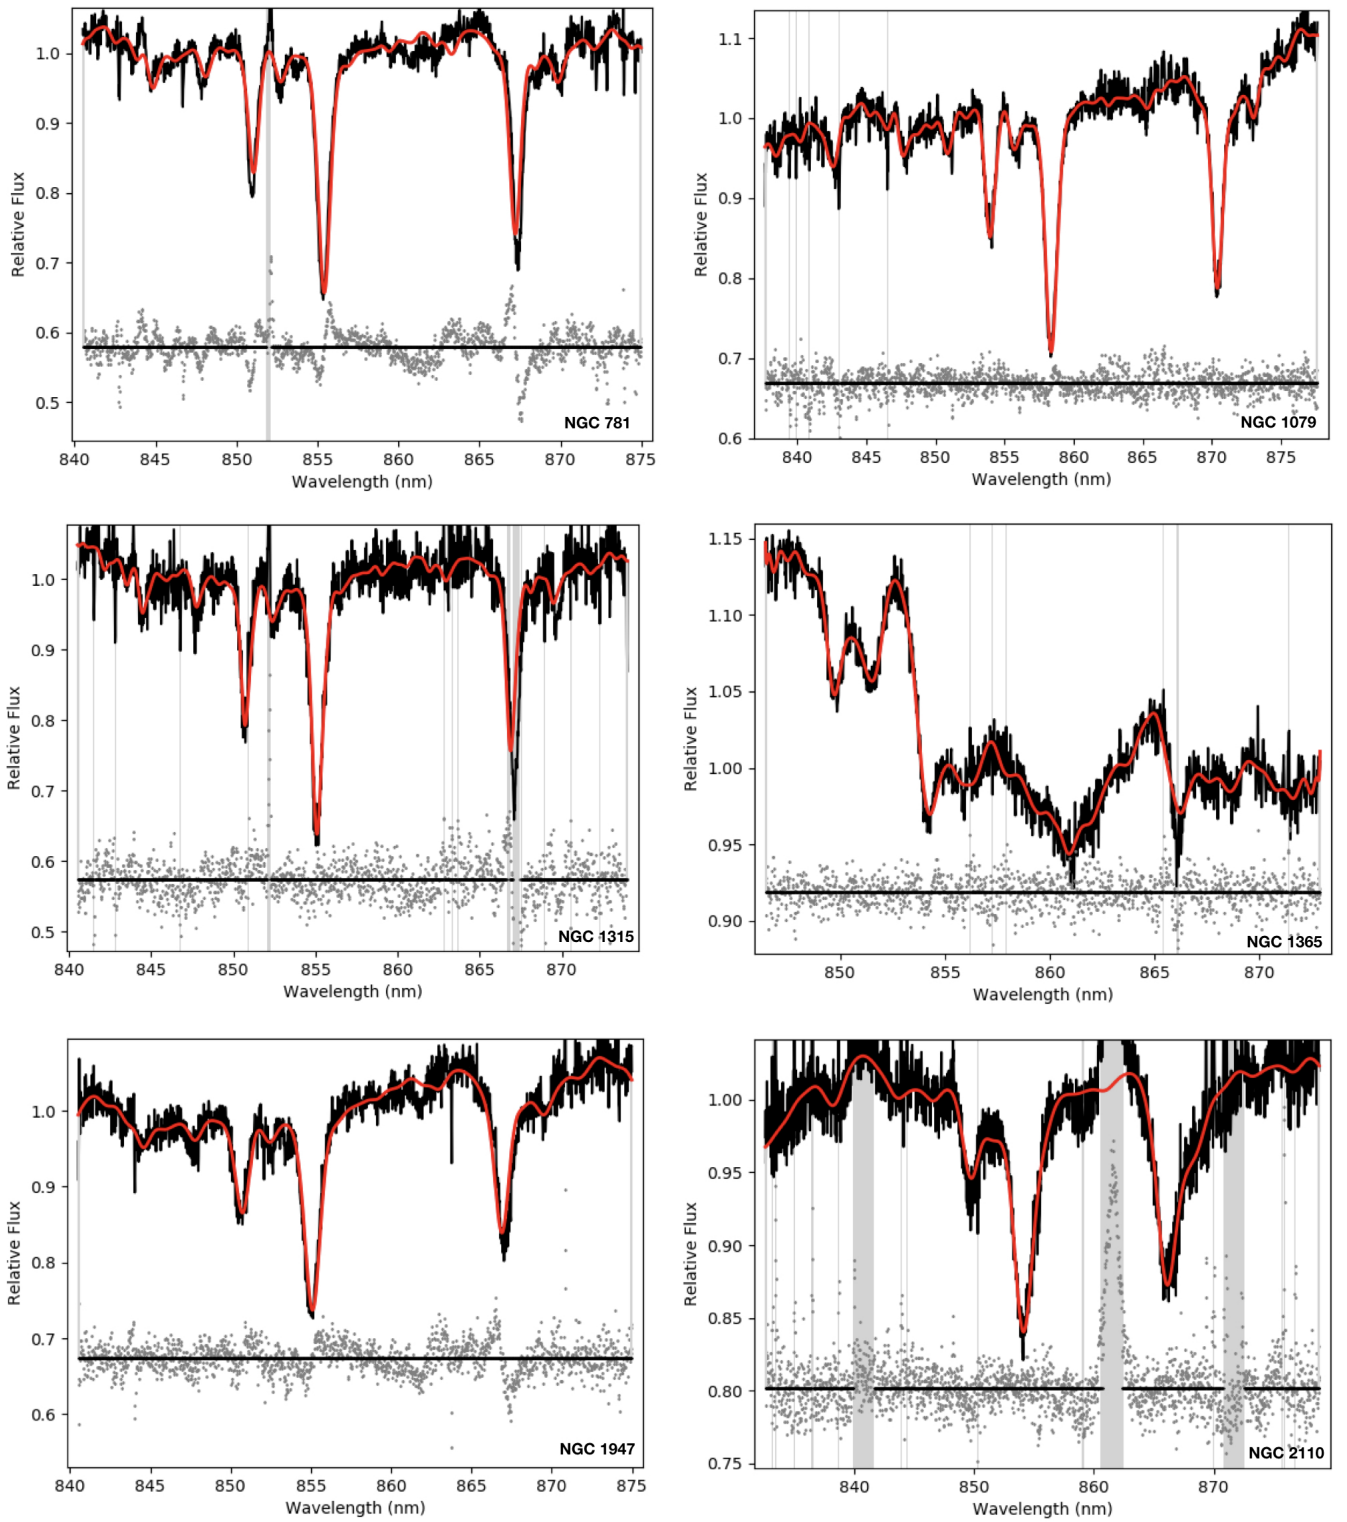 1.0
0.9
0.8
0.7
0.6
0.5
Relative Flux
NGC 781
840 845 850 855 860 865 870 875
Wavelength (nm)
1.1
1.0
0.9
0.8
0.7
0.6
Relative Flux
NGC 1079
840 845 850 855 860 865 870 875
Wavelength (nm)
1.0
0.9
0.8
0.7
0.6
0.5
Relative Flux
NGC 1315
840 845 850 855 860 865 870
Wavelength (nm)
1.15
1.10
1.05
1.00
0.95
0.90
Relative Flux
NGC 1365
850 855 860 865 870
Wavelength (nm)
1.0
0.9
0.8
0.7
0.6
Relative Flux
NGC 1947
840 845 850 855 860 865 870 875
Wavelength (nm)
1.00
0.95
0.90
0.85
0.80
0.75
Relative Flux
NGC 2110
840 850 860 870
Wavelength (nm)